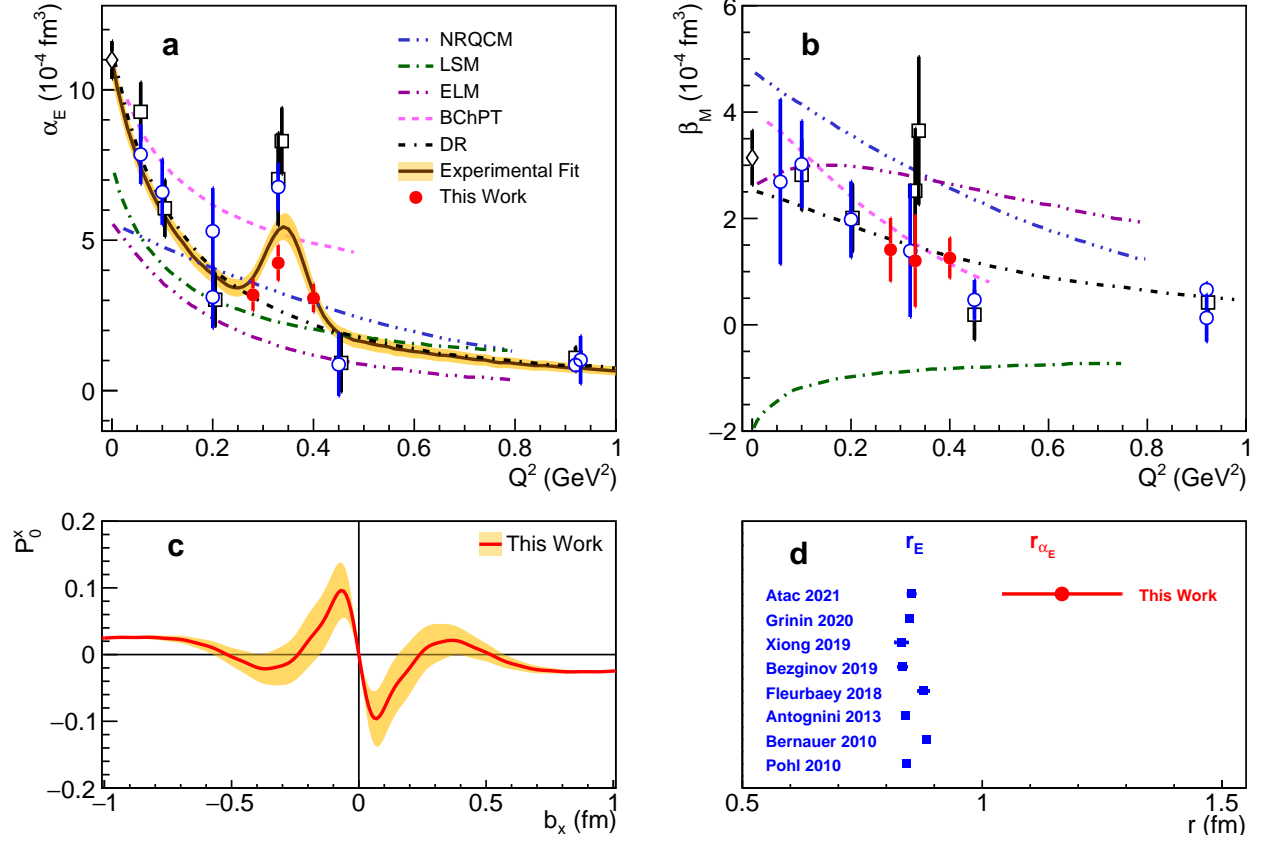 a
α_E (10^-4 fm^3)
10
5
0
NRQCM
LSM
ELM
BChPT
DR
Experimental Fit
This Work
0 0.2 0.4 0.6 0.8 1
Q^2 (GeV^2)
b
β_M (10^-4 fm^3)
6
4
2
0
−2
0 0.2 0.4 0.6 0.8 1
Q^2 (GeV^2)
c
P_0^x
0.2
0.1
0
−0.1
−0.2
This Work
−1 −0.5 0 0.5 1
b_x (fm)
d
r_E
r_α_E
Atac 2021
This Work
Grinin 2020
Xiong 2019
Bezginov 2019
Fleurbaey 2018
Antognini 2013
Bernauer 2010
Pohl 2010
0.5 1 1.5
r (fm)